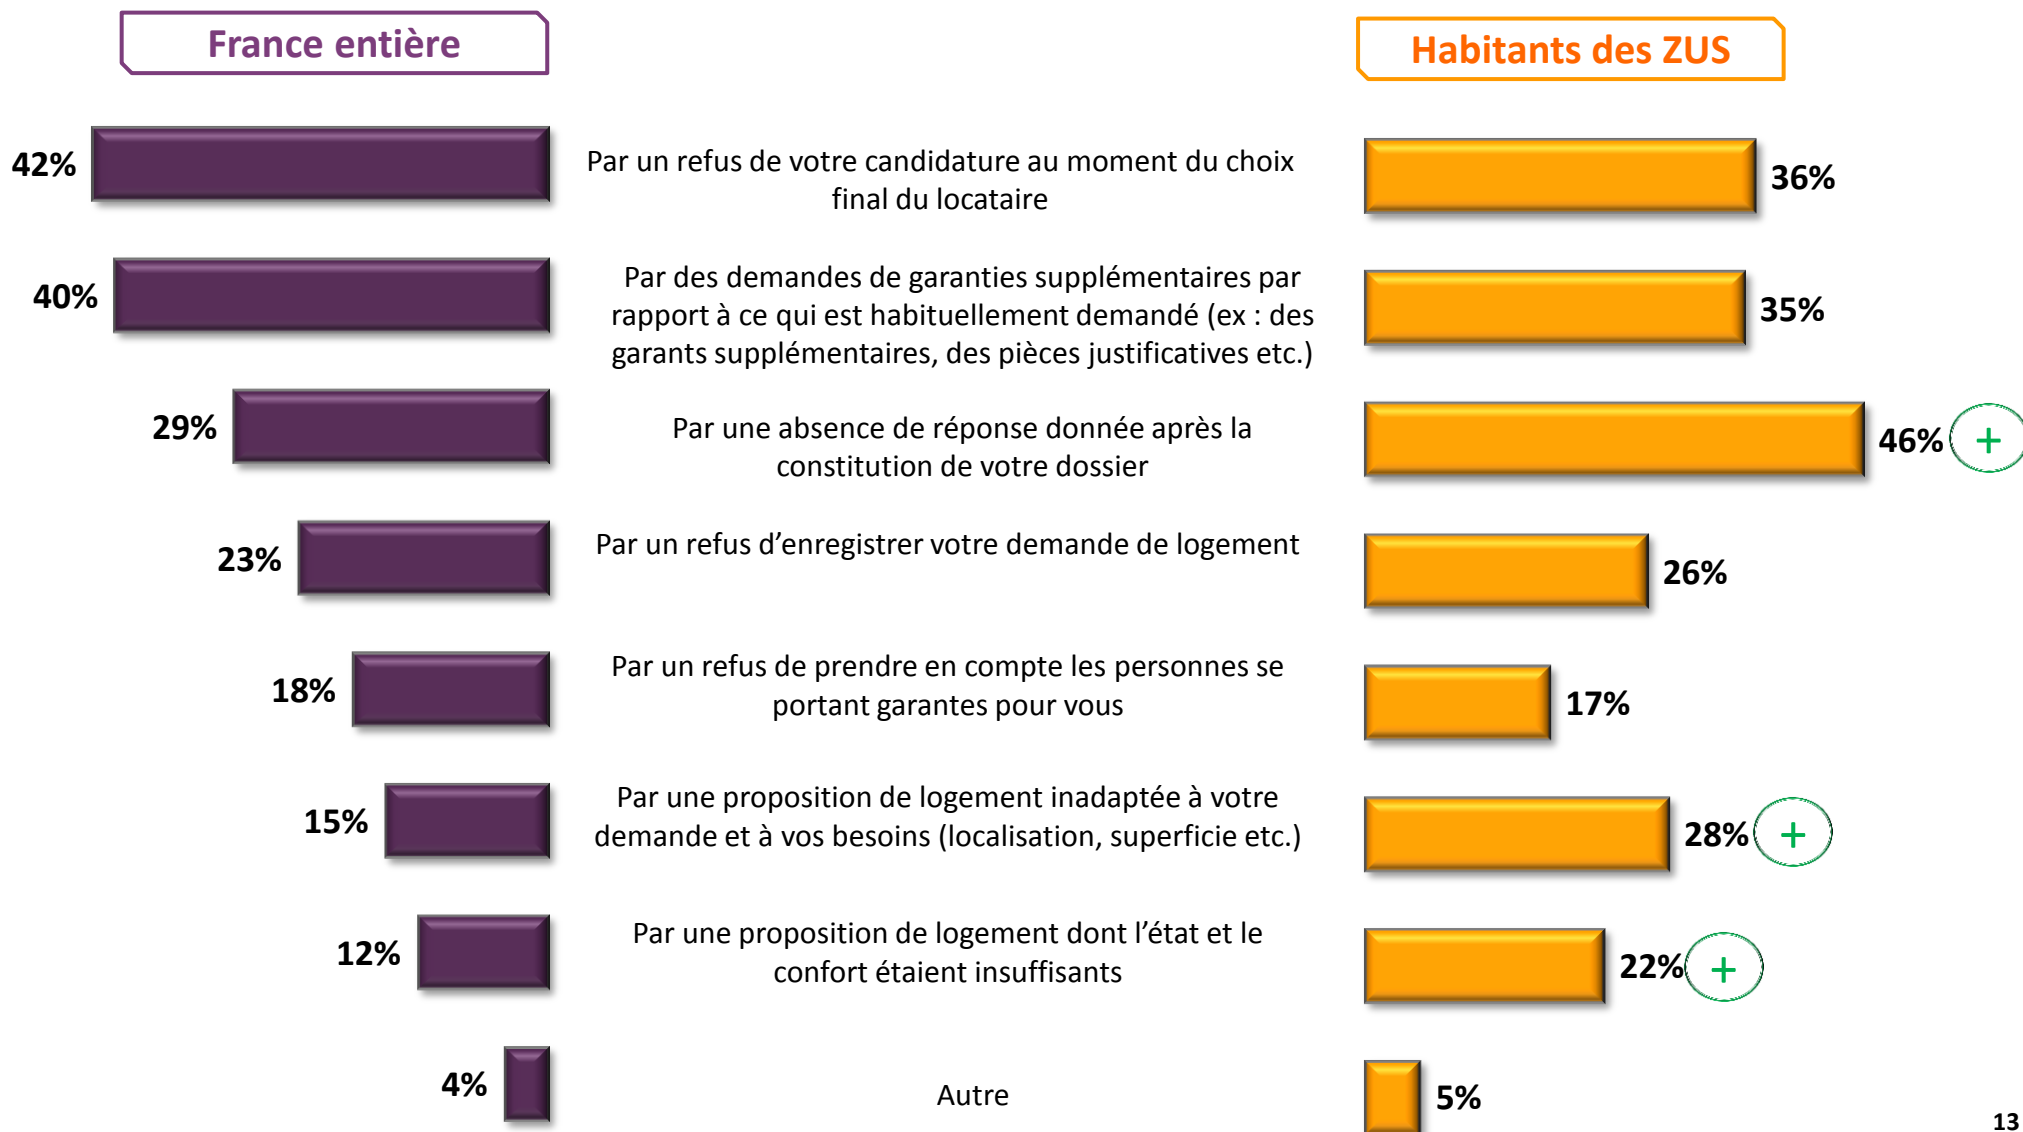 France entière
Habitants des ZUS
42%
Par un refus de votre candidature au moment du choix
final du locataire
36%
40%
Par des demandes de garanties supplémentaires par
rapport à ce qui est habituellement demandé (ex : des
garants supplémentaires, des pièces justificatives etc.)
35%
29%
Par une absence de réponse donnée après la
constitution de votre dossier
46% +
23%
Par un refus d’enregistrer votre demande de logement
26%
18%
Par un refus de prendre en compte les personnes se
portant garantes pour vous
17%
15%
Par une proposition de logement inadaptée à votre
demande et à vos besoins (localisation, superficie etc.)
28% +
12%
Par une proposition de logement dont l’état et le
confort étaient insuffisants
22% +
4%
Autre
5%
13